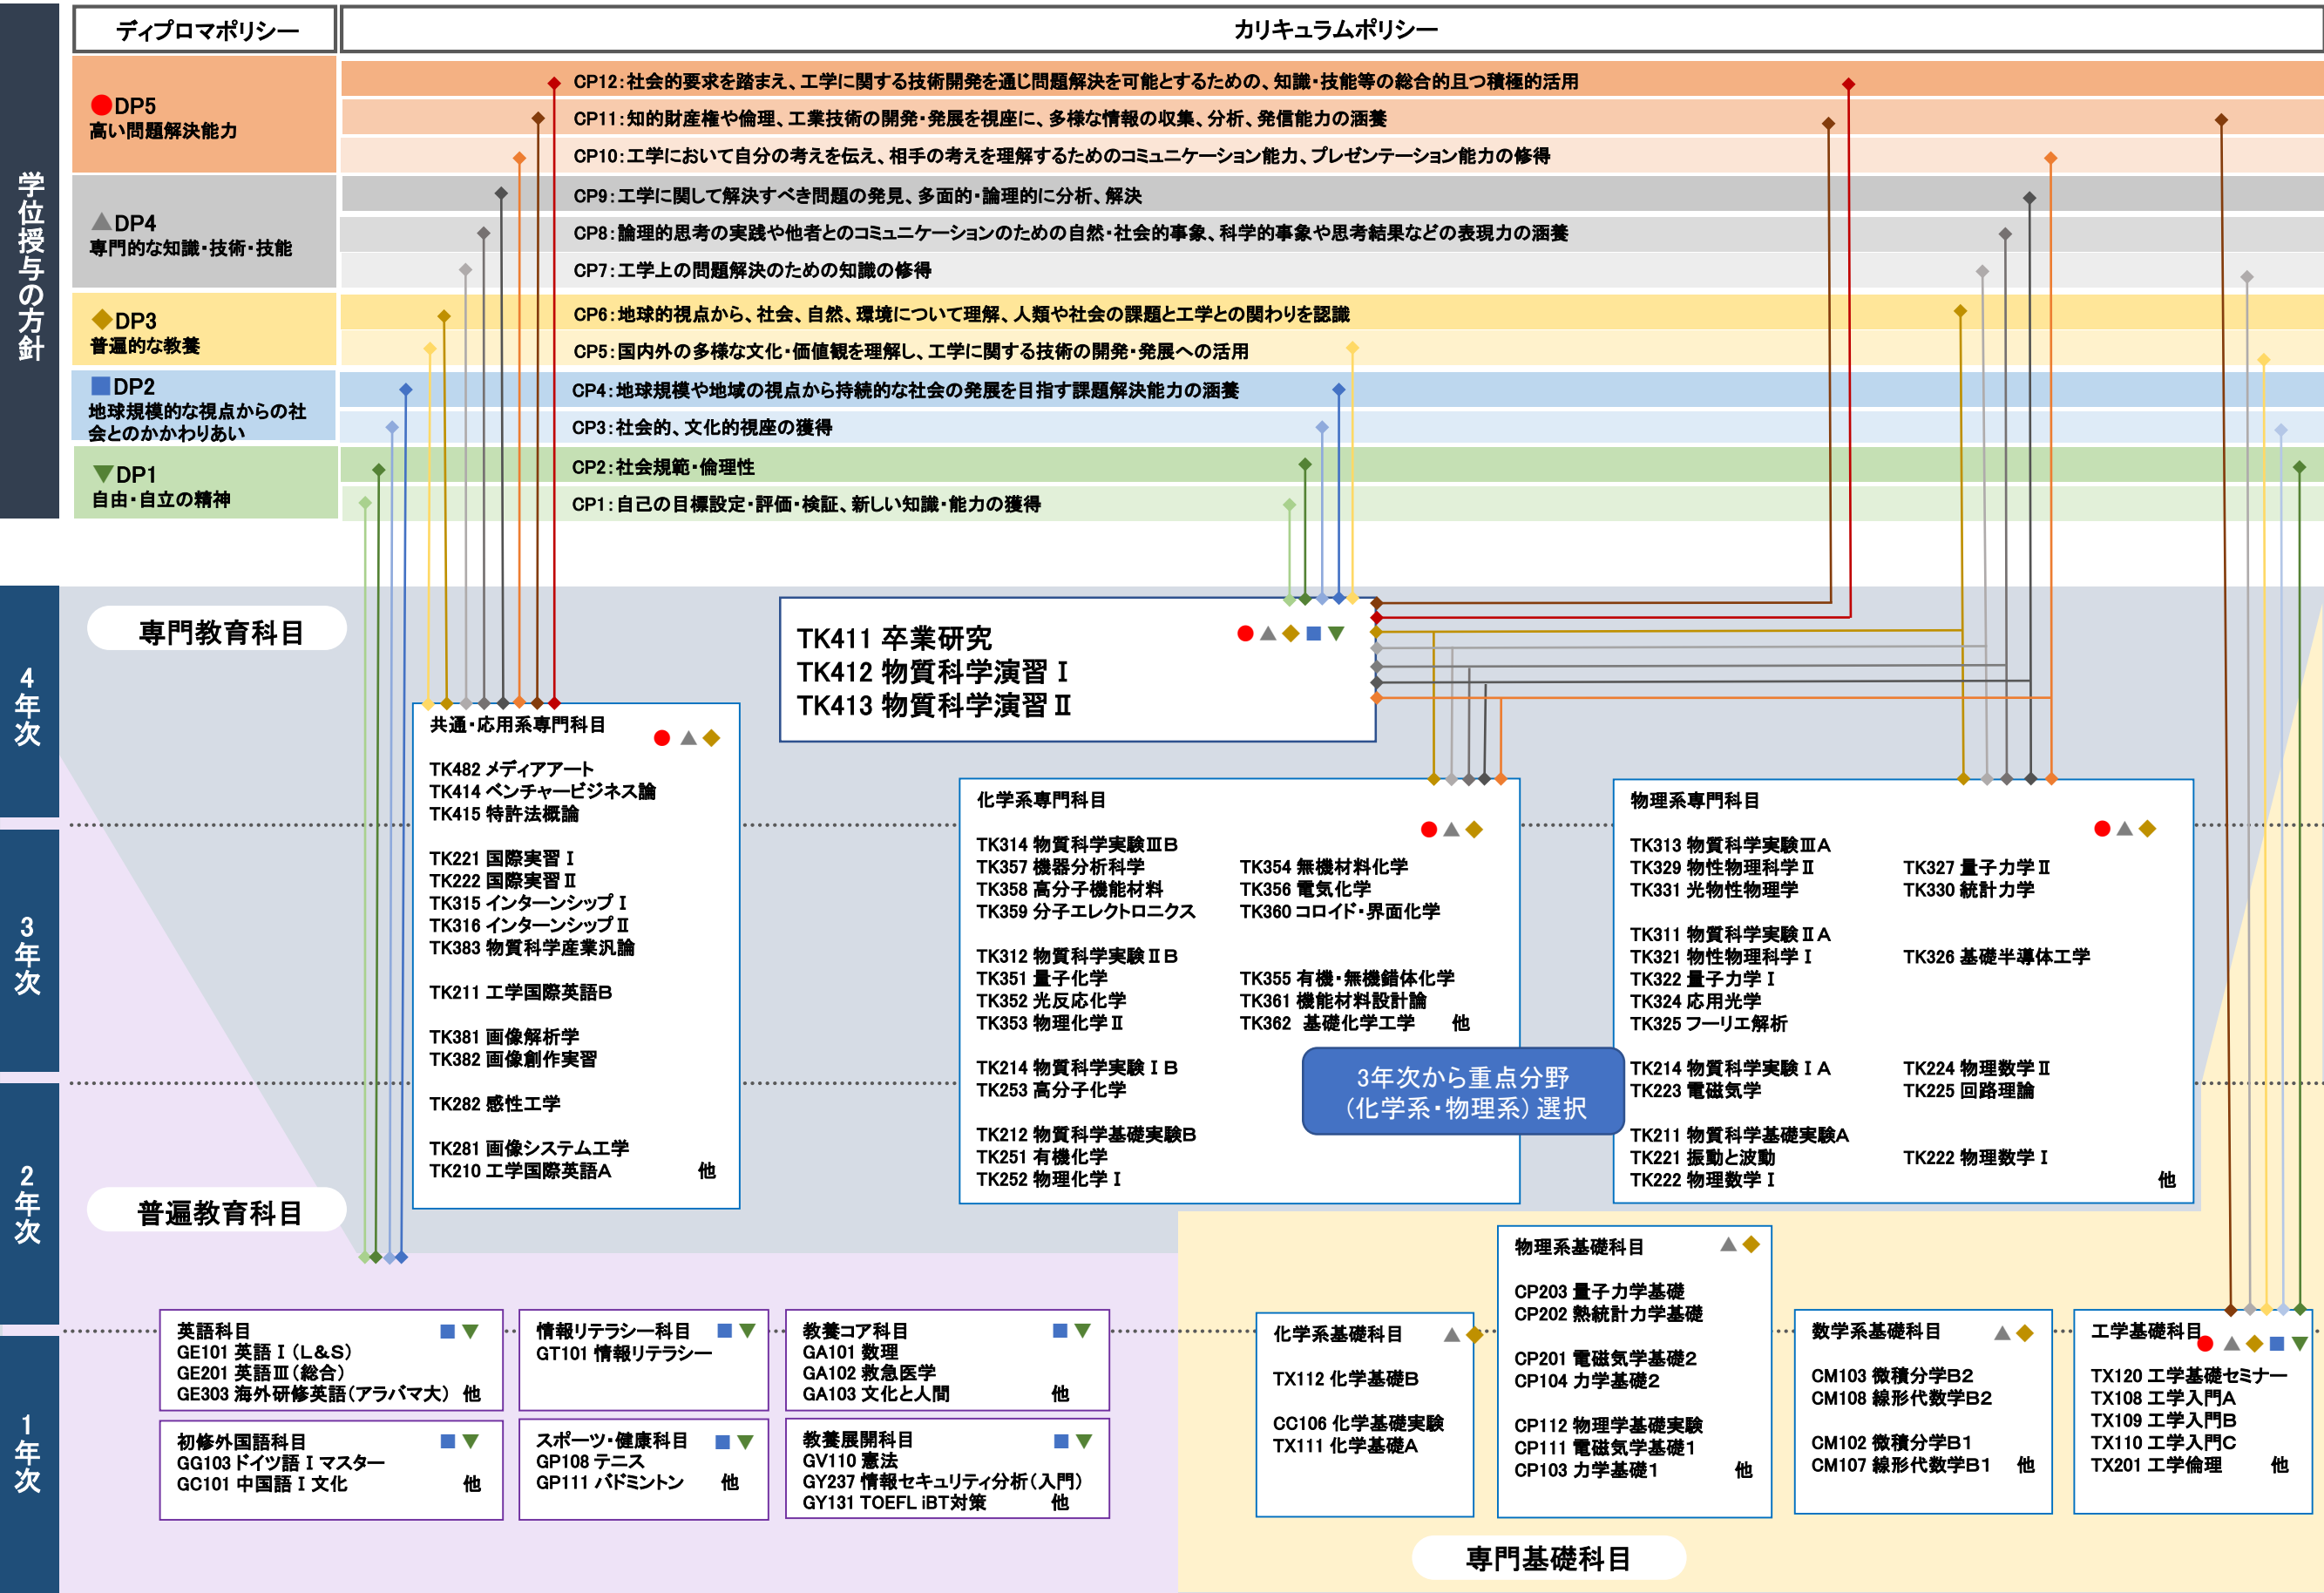 ディプロマポリシー
カリキュラムポリシー
学位授与の方針
●DP5
高い問題解決能力
CP12：社会的要求を踏まえ、工学に関する技術開発を通じ問題解決を可能とするための、知識・技能等の総合的且つ積極的活用
CP11：知的財産権や倫理、工業技術の開発・発展を視座に、多様な情報の収集、分析、発信能力の涵養
CP10：工学において自分の考えを伝え、相手の考えを理解するためのコミュニケーション能力、プレゼンテーション能力の修得
▲DP4
専門的な知識・技術・技能
CP9：工学に関して解決すべき問題の発見、多面的・論理的に分析、解決
CP8：論理的思考の実践や他者とのコミュニケーションのための自然・社会的事象、科学的事象や思考結果などの表現力の涵養
CP7：工学上の問題解決のための知識の修得
◆DP3
普遍的な教養
CP6：地球的視点から、社会、自然、環境について理解、人類や社会の課題と工学との関わりを認識
CP5：国内外の多様な文化・価値観を理解し、工学に関する技術の開発・発展への活用
■DP2
地球規模的な視点からの社
会とのかかわりあい
CP4：地球規模や地域の視点から持続的な社会の発展を目指す課題解決能力の涵養
CP3：社会的、文化的視座の獲得
▼DP1
自由・自立の精神
CP2：社会規範・倫理性
CP1：自己の目標設定・評価・検証、新しい知識・能力の獲得
4年次
3年次
2年次
1年次
専門教育科目
TK411 卒業研究
TK412 物質科学演習Ⅰ
TK413 物質科学演習Ⅱ
共通・応用系専門科目
TK482 メディアアート
TK414 ベンチャービジネス論
TK415 特許法概論
TK221 国際実習Ⅰ
TK222 国際実習Ⅱ
TK315 インターンシップⅠ
TK316 インターンシップⅡ
TK383 物質科学産業汎論
TK211 工学国際英語B
TK381 画像解析学
TK382 画像創作実習
TK282 感性工学
TK281 画像システム工学
TK210 工学国際英語A 他
化学系専門科目
TK314 物質科学実験ⅢB
TK357 機器分析科学 TK354 無機材料化学
TK358 高分子機能材料 TK356 電気化学
TK359 分子エレクトロニクス TK360 コロイド・界面化学
TK312 物質科学実験ⅡB
TK351 量子化学 TK355 有機・無機錯体化学
TK352 光反応化学 TK361 機能材料設計論
TK353 物理化学Ⅱ TK362 基礎化学工学 他
TK214 物質科学実験ⅠB
TK253 高分子化学
TK212 物質科学基礎実験B
TK251 有機化学
TK252 物理化学Ⅰ
3年次から重点分野
（化学系・物理系）選択
物理系専門科目
TK313 物質科学実験ⅢA
TK329 物性物理科学Ⅱ TK327 量子力学Ⅱ
TK331 光物性物理学 TK330 統計力学
TK311 物質科学実験ⅡA
TK321 物性物理科学Ⅰ TK326 基礎半導体工学
TK322 量子力学Ⅰ
TK324 応用光学
TK325 フーリエ解析
TK214 物質科学実験ⅠA TK224 物理数学Ⅱ
TK223 電磁気学 TK225 回路理論
TK211 物質科学基礎実験A
TK221 振動と波動 TK222 物理数学Ⅰ
TK222 物理数学Ⅰ 他
普遍教育科目
英語科目
GE101 英語Ⅰ（L&S）
GE201 英語Ⅲ（総合）
GE303 海外研修英語（アラバマ大） 他
情報リテラシー科目
GT101 情報リテラシー
教養コア科目
GA101 数理
GA102 救急医学
GA103 文化と人間 他
初修外国語科目
GG103 ドイツ語Ⅰマスター
GC101 中国語Ⅰ文化 他
スポーツ・健康科目
GP108 テニス
GP111 バドミントン 他
教養展開科目
GV110 憲法
GY237 情報セキュリティ分析（入門）
GY131 TOEFL iBT対策 他
化学系基礎科目
TX112 化学基礎B
CC106 化学基礎実験
TX111 化学基礎A
物理系基礎科目
CP203 量子力学基礎
CP202 熱統計力学基礎
CP201 電磁気学基礎2
CP104 力学基礎2
CP112 物理学基礎実験
CP111 電磁気学基礎1
CP103 力学基礎1 他
数学系基礎科目
CM103 微積分学B2
CM108 線形代数学B2
CM102 微積分学B1
CM107 線形代数学B1 他
工学基礎科目
TX120 工学基礎セミナー
TX108 工学入門A
TX109 工学入門B
TX110 工学入門C
TX201 工学倫理 他
専門基礎科目